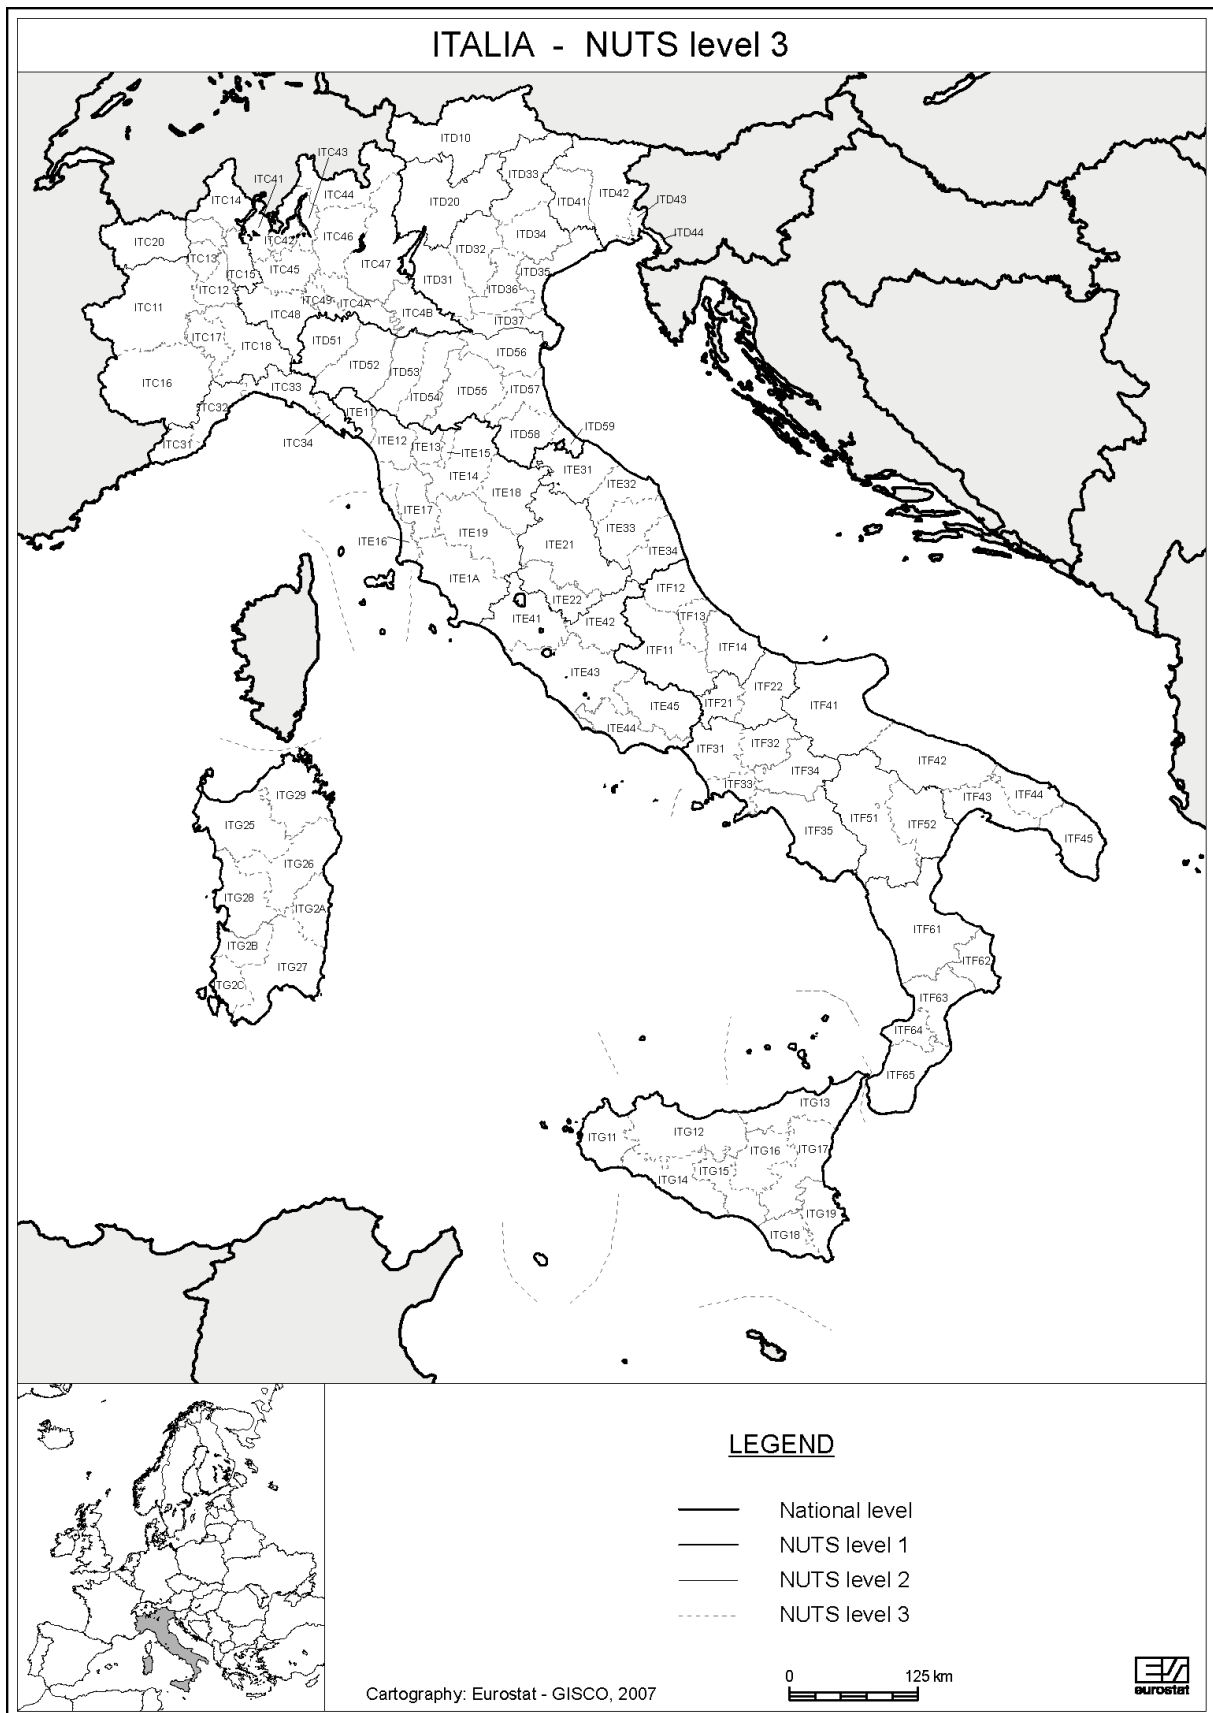 ITALIA - NUTS level 3
ITD10
ITC43
ITC41
ITC44
ITC14
ITD33
ITD42
ITD20
ITD41
ITD43
ITD44
ITC20
ITC42
ITC46
ITD32
ITD34
ITC13
ITC15
ITC45
ITC47
ITD31
ITD35
ITC12
ITD36
ITC11
ITC49
ITC4A
ITC48
ITC4B
ITD37
ITC17
ITC18
ITD51
ITD52
ITD56
ITC16
ITC33
ITD53
ITD54
ITD55
ITD57
ITC32
ITC31
ITC34
ITE11
ITE12
ITE13
ITE15
ITD58
ITD59
ITE14
ITE31
ITE32
ITE18
ITE17
ITE19
ITE33
ITE16
ITE21
ITE34
ITE1A
ITF12
ITE22
ITE41
ITE42
ITF13
ITF11
ITF14
ITE43
ITF22
ITE45
ITF21
ITF41
ITE44
ITF31
ITF32
ITF42
ITF34
ITF33
ITG29
ITF43
ITF44
ITG25
ITF35
ITF51
ITF52
ITF45
ITG26
ITG28
ITG2A
ITF61
ITG2B
ITG27
ITF62
ITG2C
ITF63
ITF64
ITF65
ITG13
ITG11
ITG12
ITG16
ITG17
ITG14
ITG15
ITG19
ITG18
LEGEND
National level
NUTS level 1
NUTS level 2
NUTS level 3
0 125 km
Cartography: Eurostat - GISCO, 2007
eurostat